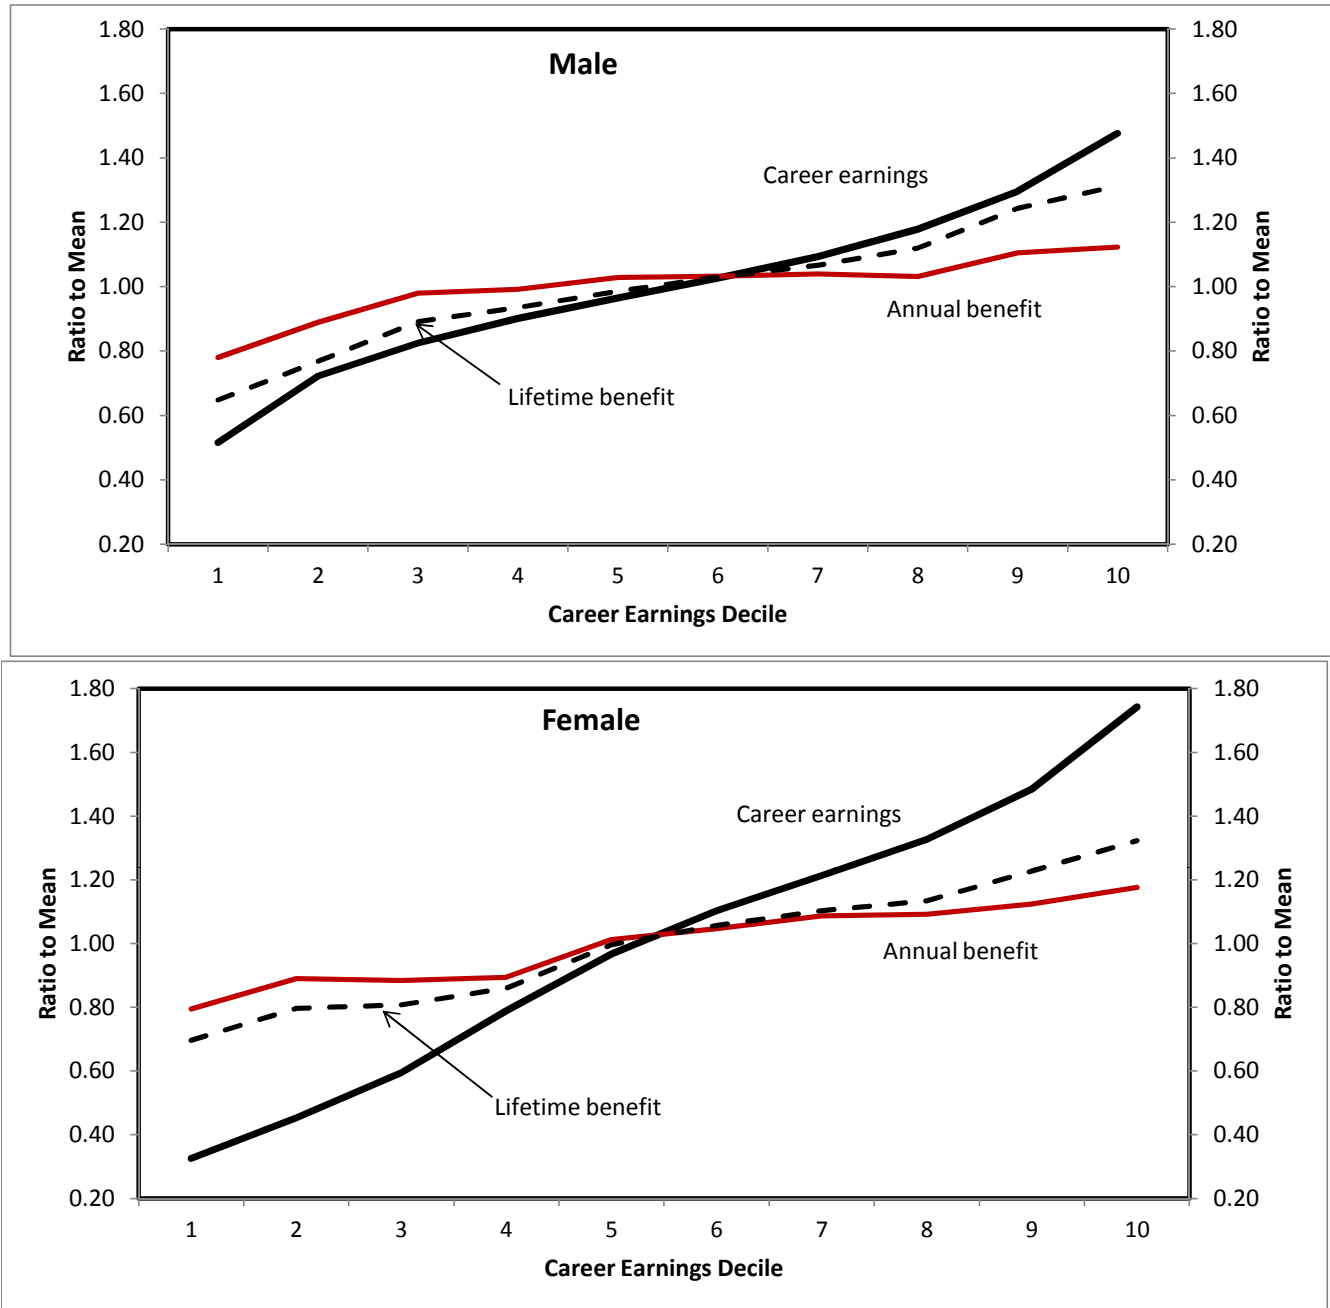 Male
1.80 1.80
1.60 1.60
1.40 1.40
Career earnings
1.20 1.20
1.00 1.00
Annual benefit
0.80 0.80
Lifetime benefit
0.60 0.60
0.40 0.40
0.20 0.20
Ratio to Mean
Ratio to Mean
1 2 3 4 5 6 7 8 9 10
Career Earnings Decile
Female
1.80 1.80
1.60 1.60
1.40 1.40
Career earnings
1.20 1.20
1.00 1.00
Annual benefit
0.80 0.80
0.60 0.60
Lifetime benefit
0.40 0.40
0.20 0.20
Ratio to Mean
Ratio to Mean
1 2 3 4 5 6 7 8 9 10
Career Earnings Decile